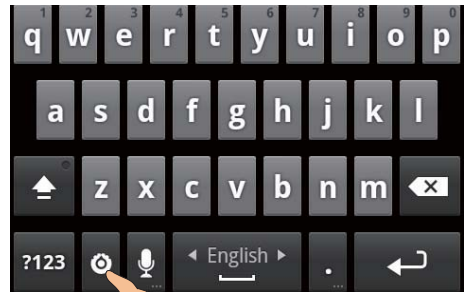 1 2 3 4 5 6 7 8 9 0
q w e r t y u i o p
a s d f g h j k l
z x c v b n m
?123 ... English . ...